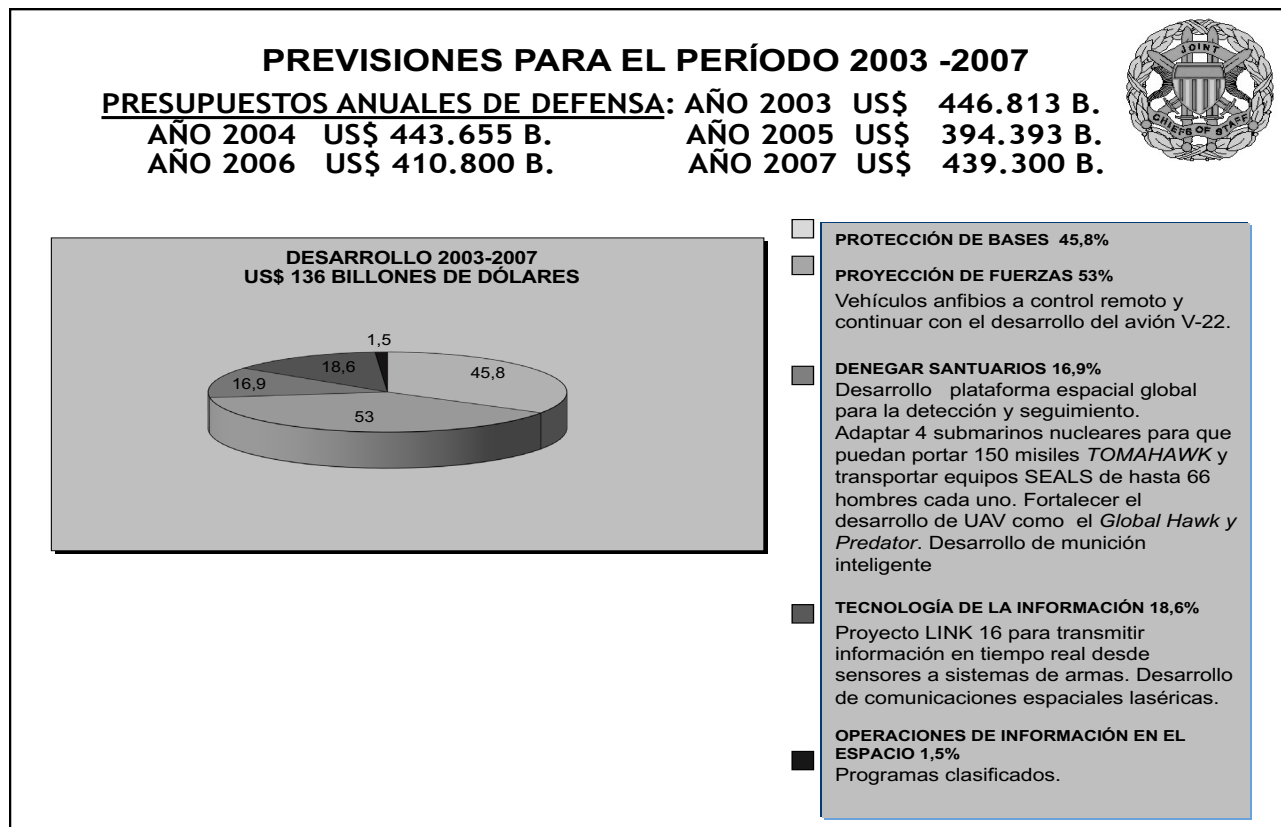 PREVISIONES PARA EL PERÍODO 2003 -2007
PRESUPUESTOS ANUALES DE DEFENSA: AÑO 2003 US$ 446.813 B.
AÑO 2004 US$ 443.655 B. AÑO 2005 US$ 394.393 B.
AÑO 2006 US$ 410.800 B. AÑO 2007 US$ 439.300 B.
JOINT
CHIEFS OF STAFF
DESARROLLO 2003-2007
US$ 136 BILLONES DE DÓLARES
1,5
18,6
45,8
16,9
53
PROTECCIÓN DE BASES 45,8%
PROYECCIÓN DE FUERZAS 53%
Vehículos anfibios a control remoto y
continuar con el desarrollo del avión V-22.
DENEGAR SANTUARIOS 16,9%
Desarrollo plataforma espacial global
para la detección y seguimiento.
Adaptar 4 submarinos nucleares para que
puedan portar 150 misiles TOMAHAWK y
transportar equipos SEALS de hasta 66
hombres cada uno. Fortalecer el
desarrollo de UAV como el Global Hawk y
Predator. Desarrollo de munición
inteligente
TECNOLOGÍA DE LA INFORMACIÓN 18,6%
Proyecto LINK 16 para transmitir
información en tiempo real desde
sensores a sistemas de armas. Desarrollo
de comunicaciones espaciales laséricas.
OPERACIONES DE INFORMACIÓN EN EL
ESPACIO 1,5%
Programas clasificados.